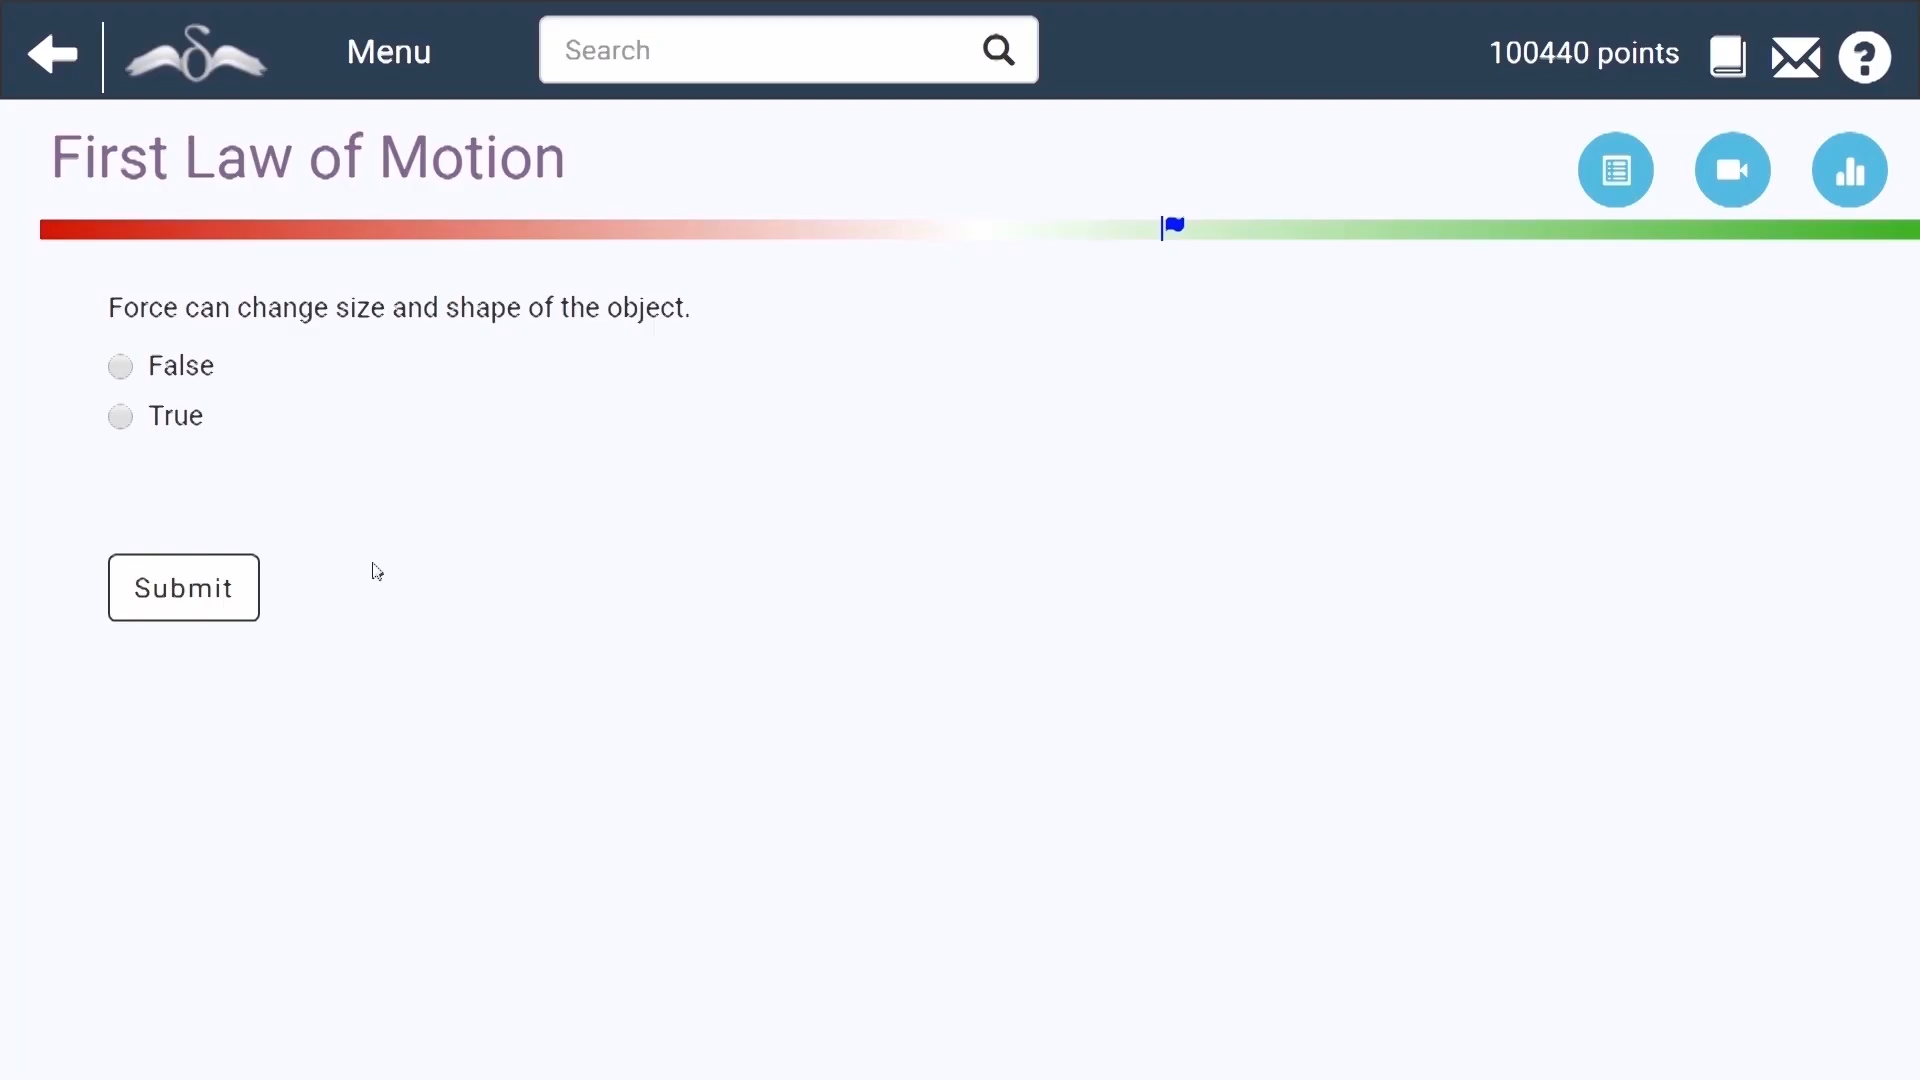 Menu
Search
100440 points
First Law of Motion
Force can change size and shape of the object.
False
True
Submit